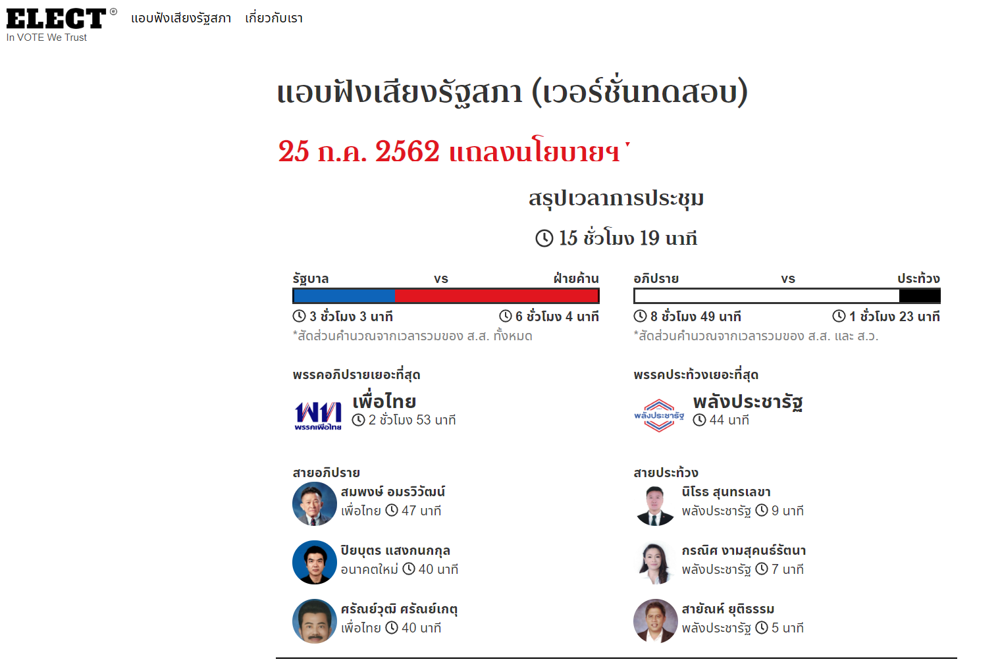 ELECT ⓔ แอบฟังเสียงรัฐสภา เกี่ยวกับเรา
In VOTE We Trust
แอบฟังเสียงรัฐสภา (เวอร์ชั่นทดสอบ)
25 ก.ค. 2562 แถลงนโยบายฯ
สรุปเวลาการประชุม
15 ชั่วโมง 19 นาที
รัฐบาล vs ฝ่ายค้าน
3 ชั่วโมง 3 นาที 6 ชั่วโมง 4 นาที
*สัดส่วนคำนวณจากเวลารวมของ ส.ส. ทั้งหมด
อภิปราย vs ประท้วง
8 ชั่วโมง 49 นาที 1 ชั่วโมง 23 นาที
*สัดส่วนคำนวณจากเวลารวมของ ส.ส. และ ส.ว.
พรรคอภิปรายเยอะที่สุด
พท
พรรคเพื่อไทย
เพื่อไทย
2 ชั่วโมง 53 นาที
พรรคประท้วงเยอะที่สุด
พลังประชารัฐ
พลังประชารัฐ
44 นาที
สายอภิปราย
สมพงษ์ อมรวิวัฒน์
เพื่อไทย 47 นาที
ปิยบุตร แสงกนกกุล
อนาคตใหม่ 40 นาที
ศรัณย์วุฒิ ศรัณย์เกตุ
เพื่อไทย 40 นาที
สายประท้วง
นิโรธ สุนทรเลขา
พลังประชารัฐ 9 นาที
กรณิศ งามสุคนธ์รัตนา
พลังประชารัฐ 7 นาที
สายัณห์ ยุติธรรม
พลังประชารัฐ 5 นาที